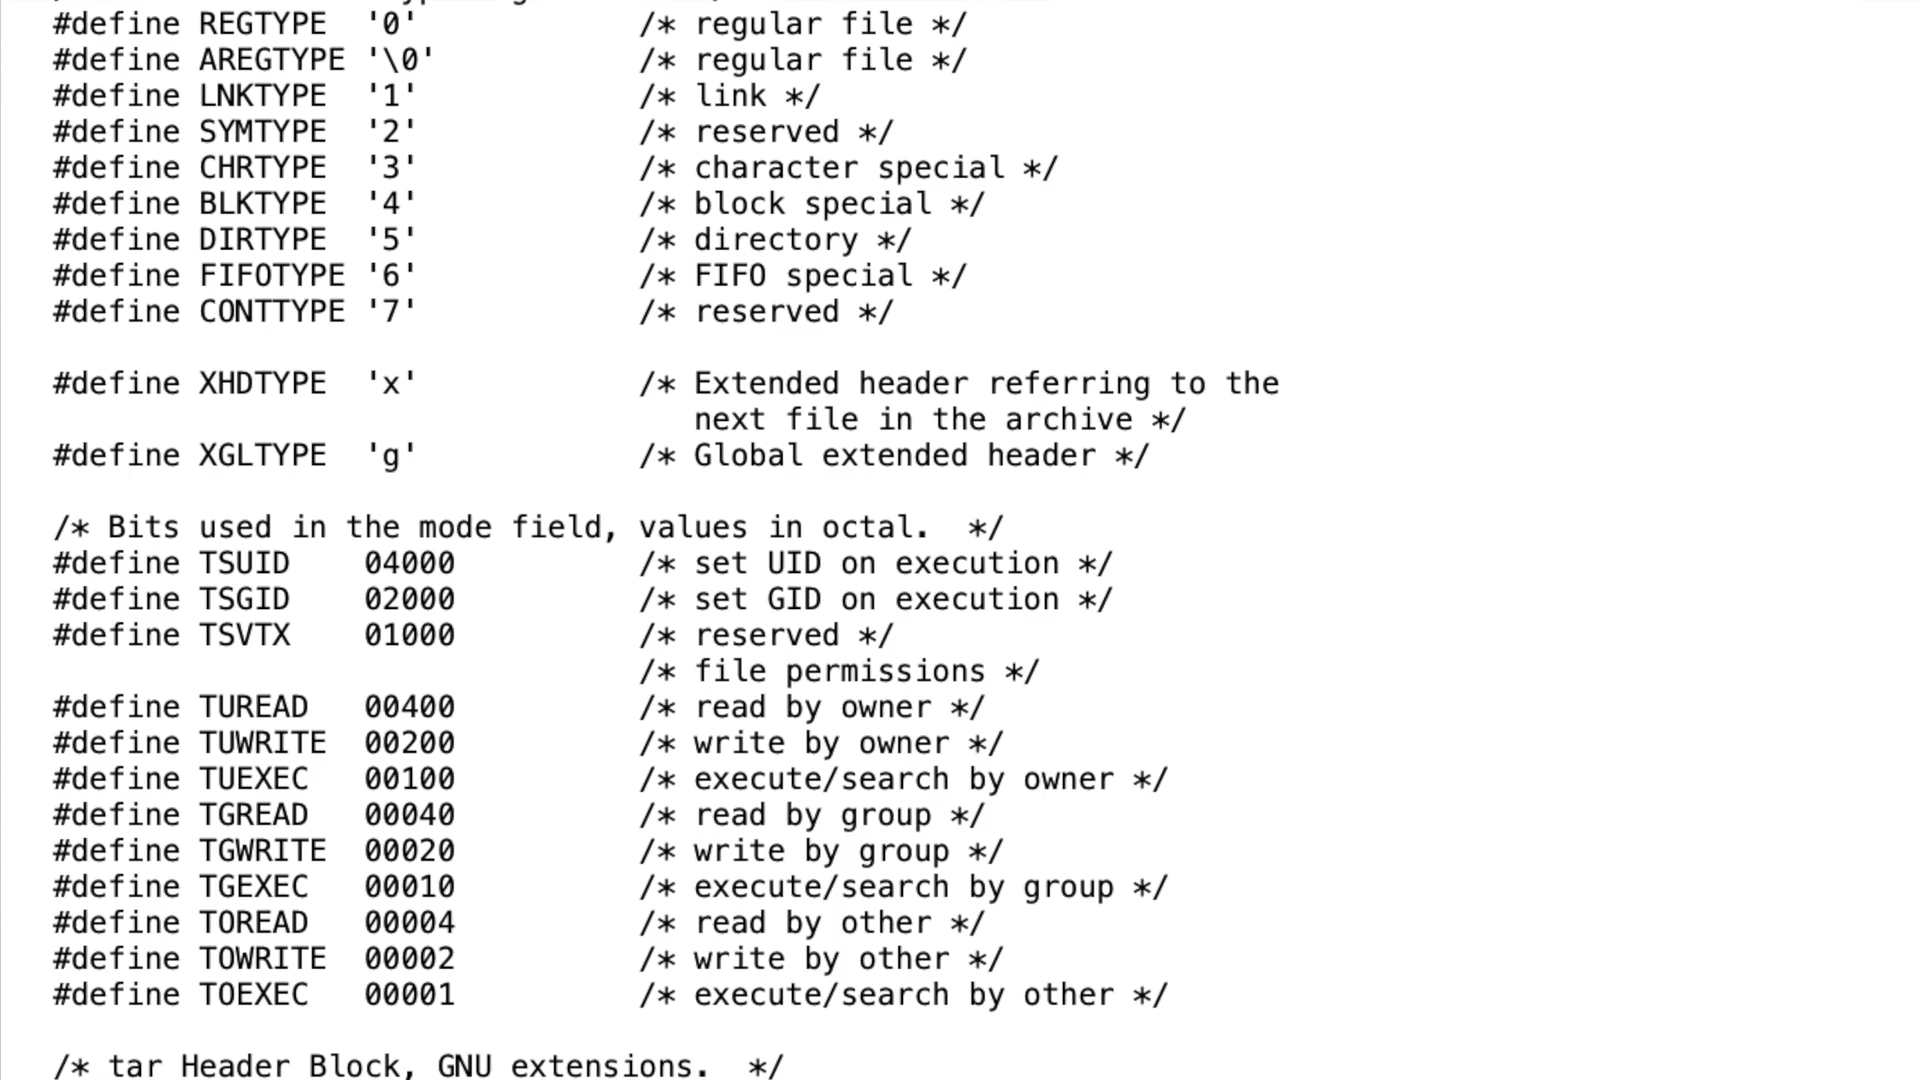 #define REGTYPE  '0'            /* regular file */
#define AREGTYPE '\0'           /* regular file */
#define LNKTYPE  '1'            /* link */
#define SYMTYPE  '2'            /* reserved */
#define CHRTYPE  '3'            /* character special */
#define BLKTYPE  '4'            /* block special */
#define DIRTYPE  '5'            /* directory */
#define FIFOTYPE '6'            /* FIFO special */
#define CONTTYPE '7'            /* reserved */

#define XHDTYPE  'x'            /* Extended header referring to the
                                   next file in the archive */
#define XGLTYPE  'g'            /* Global extended header */

/* Bits used in the mode field, values in octal.  */
#define TSUID    04000          /* set UID on execution */
#define TSGID    02000          /* set GID on execution */
#define TSVTX    01000          /* reserved */
                                /* file permissions */
#define TUREAD   00400          /* read by owner */
#define TUWRITE  00200          /* write by owner */
#define TUEXEC   00100          /* execute/search by owner */
#define TGREAD   00040          /* read by group */
#define TGWRITE  00020          /* write by group */
#define TGEXEC   00010          /* execute/search by group */
#define TOREAD   00004          /* read by other */
#define TOWRITE  00002          /* write by other */
#define TOEXEC   00001          /* execute/search by other */

/* tar Header Block, GNU extensions.  */